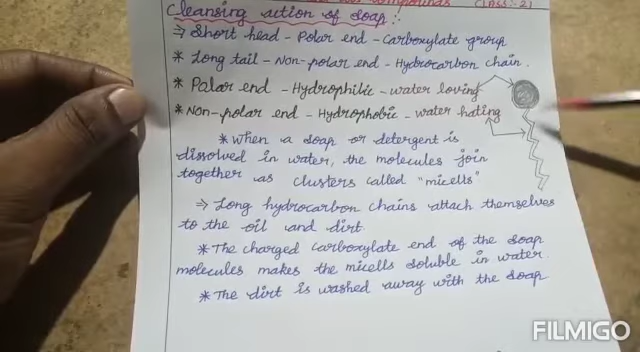 compounds (CLASS:-2)
Cleansing action of soap:-
⇒ Short head - Polar end - Carboxylate group
* Long tail - Non-polar end - Hydrocarbon chain.
* Polar end - Hydrophilic - water loving
* Non-polar end - Hydrophobic - water hating
* When a soap or detergent is
dissolved in water, the molecules join
together as clusters called "micells"
⇒ Long hydrocarbon chains attach themselves
to the oil and dirt
* The charged carboxylate end of the soap
molecules makes the micells soluble in water.
* The dirt is washed away with the soap
FILMIGO